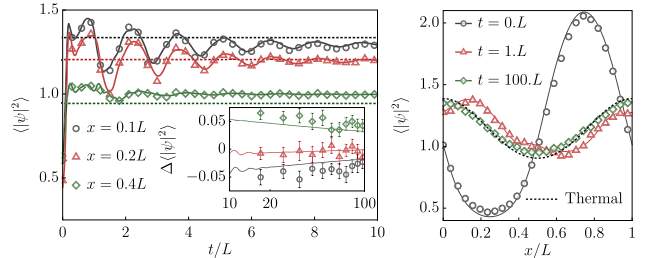 1.5
1.0
0.5
⟨|ψ|²⟩
x = 0.1L
x = 0.2L
x = 0.4L
Δ⟨|ψ|²⟩
0.05
0
−0.05
10
20
100
0
2
4
6
8
10
t/L
2.0
1.5
1.0
0.5
⟨|ψ|²⟩
t = 0.L
t = 1.L
t = 100.L
Thermal
0
0.2
0.4
0.6
0.8
1
x/L